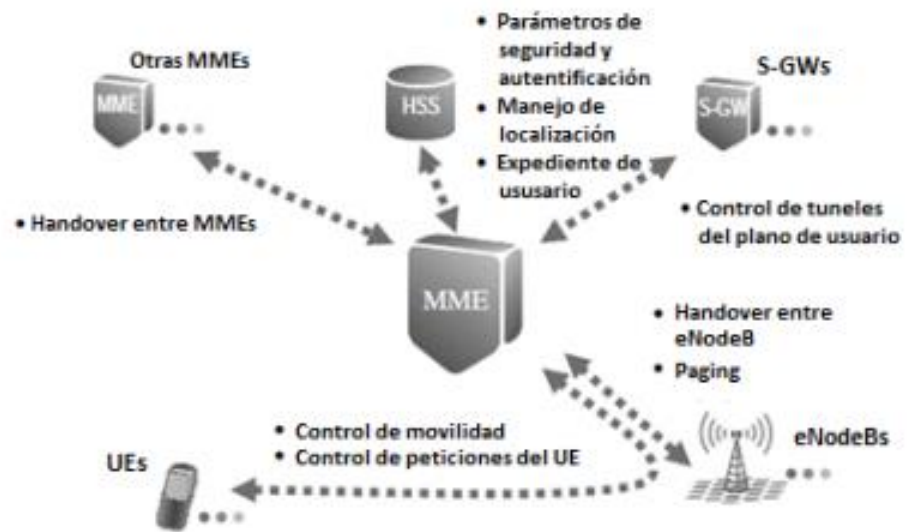 Otras MMEs
MME
• Handover entre MMEs
HSS
• Parámetros de
seguridad y
autentificación
• Manejo de
localización
• Expediente de
ususario
S-GWs
S-GW
• Control de tuneles
del plano de usuario
MME
• Handover entre
eNodeB
• Paging
eNodeBs
• Control de movilidad
• Control de peticiones del UE
UEs